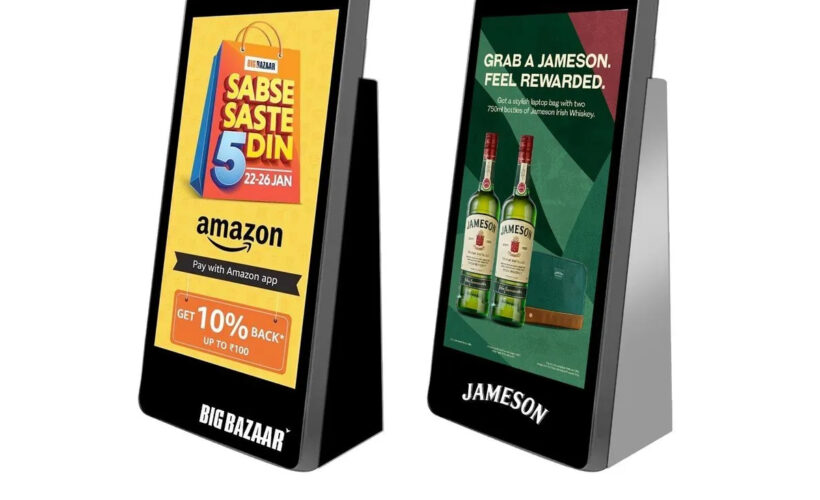 BIG BAZAAR
SABSE
SASTE
5 DIN
22-26 JAN
amazon
Pay with Amazon app
GET 10% BACK*
UP TO ₹100
BIG BAZAAR
GRAB A JAMESON.
FEEL REWARDED.
Get a stylish laptop bag with two
750ml bottles of Jameson Irish Whiskey.
JAMESON
JAMESON
JAMESON